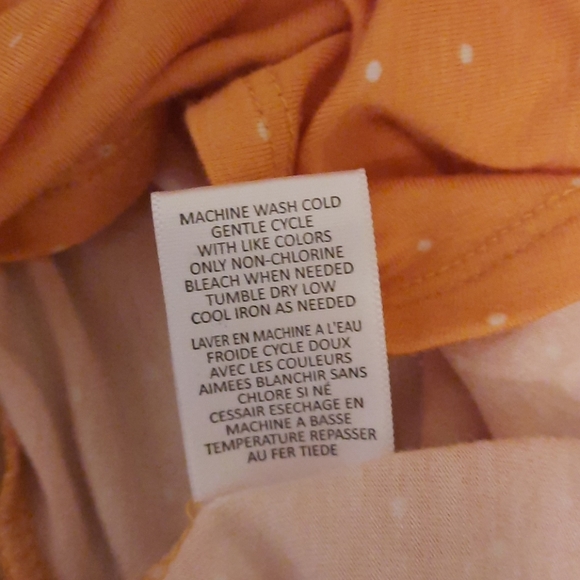 MACHINE WASH COLD
GENTLE CYCLE
WITH LIKE COLORS
ONLY NON-CHLORINE
BLEACH WHEN NEEDED
TUMBLE DRY LOW
COOL IRON AS NEEDED
LAVER EN MACHINE A L'EAU
FROIDE CYCLE DOUX
AVEC LES COULEURS
AIMEES BLANCHIR SANS
CHLORE SI NÉ
CESSAIR ESECHAGE EN
MACHINE A BASSE
TEMPERATURE REPASSER
AU FER TIEDE